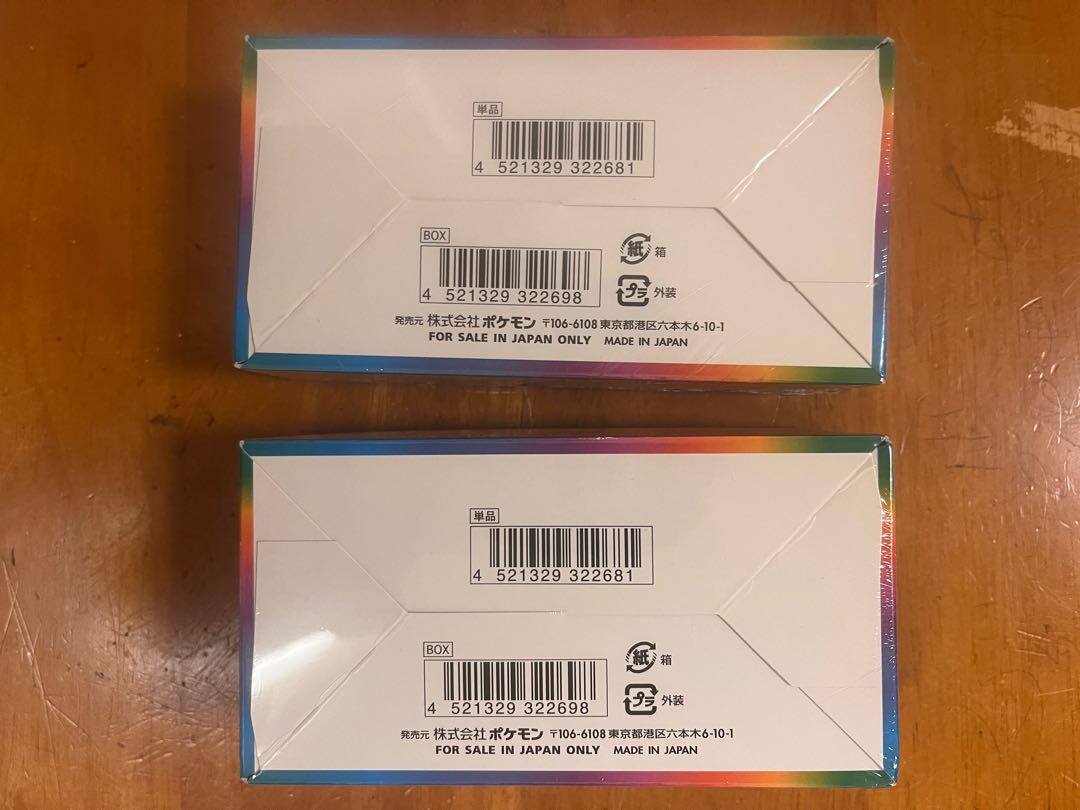 単品
4 521329 322681
BOX
紙 箱
4 521329 322698
プラ 外装
発売元 株式会社ポケモン 〒106-6108 東京都港区六本木6-10-1
FOR SALE IN JAPAN ONLY MADE IN JAPAN
単品
4 521329 322681
BOX
紙 箱
4 521329 322698
プラ 外装
発売元 株式会社ポケモン 〒106-6108 東京都港区六本木6-10-1
FOR SALE IN JAPAN ONLY MADE IN JAPAN